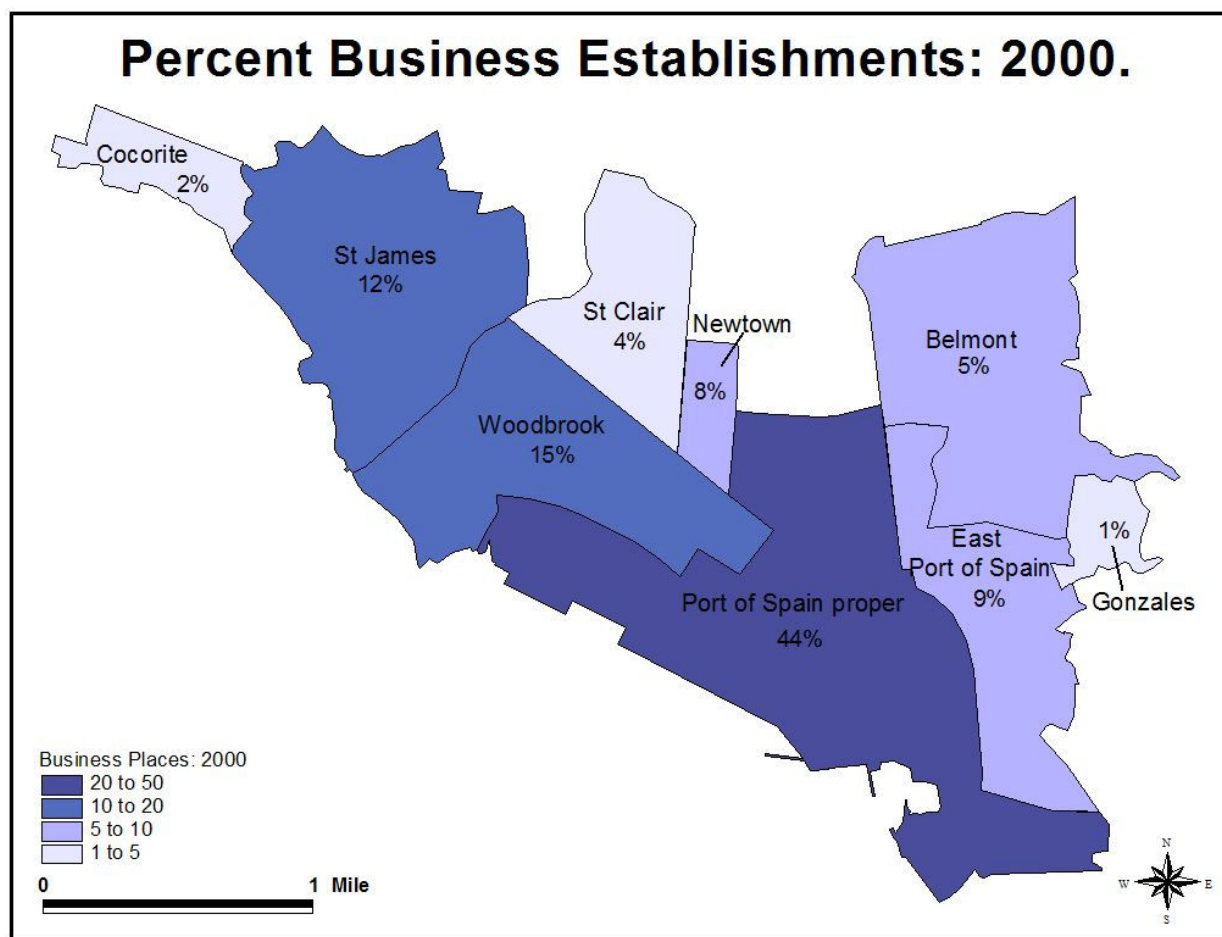 Percent Business Establishments: 2000.
Cocorite
2%
St James
12%
St Clair
4%
Newtown
8%
Belmont
5%
Woodbrook
15%
East
Port of Spain
9%
1%
Gonzales
Port of Spain proper
44%
Business Places: 2000
20 to 50
10 to 20
5 to 10
1 to 5
0 1 Mile
N
W E
S